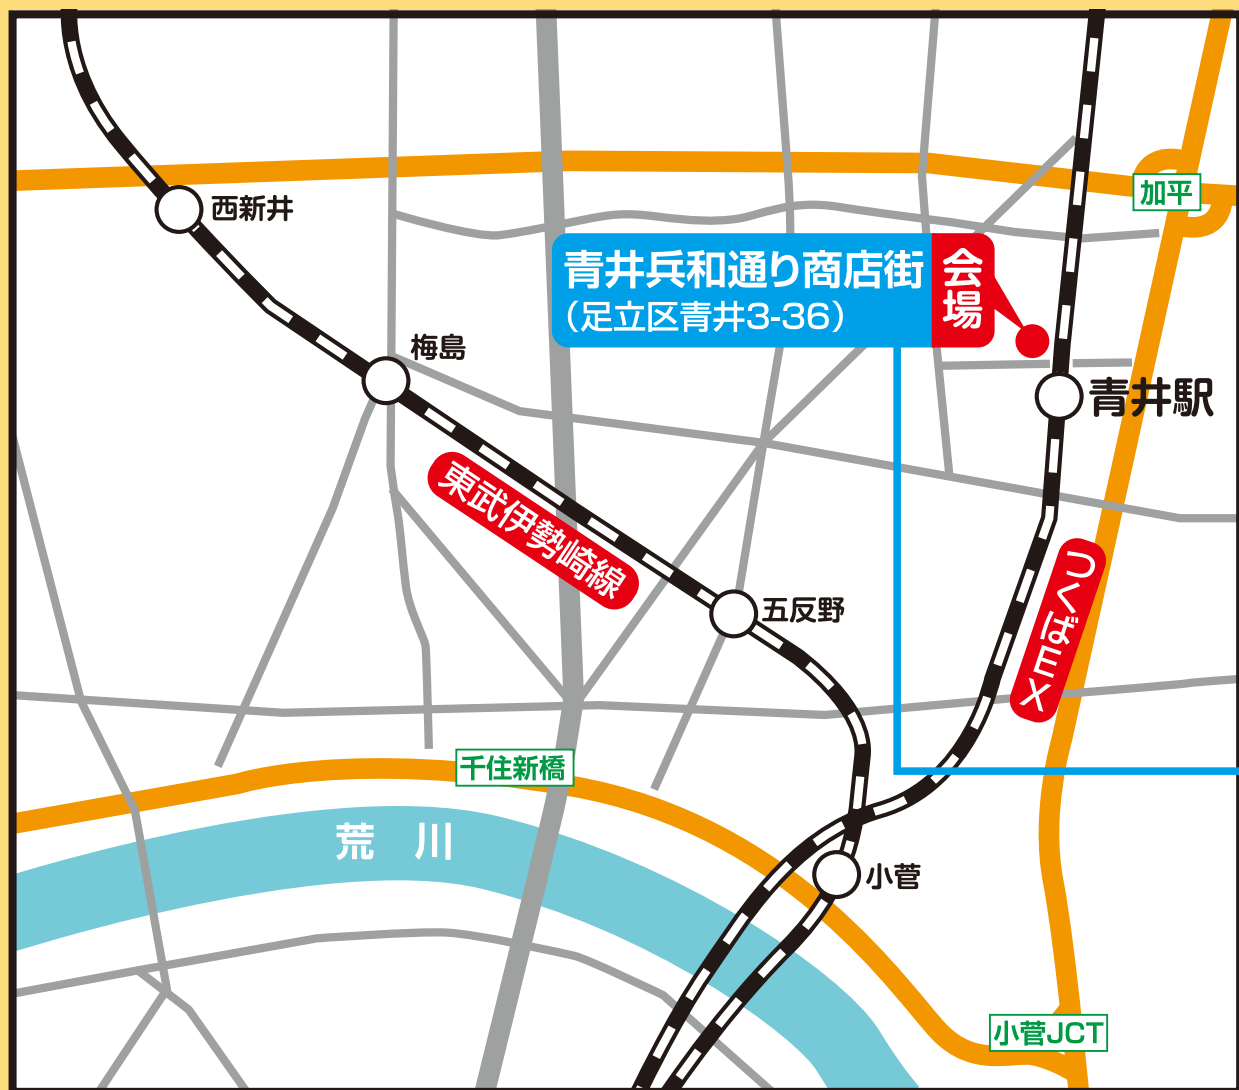 西新井
加平
青井兵和通り商店街
(足立区青井3-36)
会場
梅島
青井駅
東武伊勢崎線
つくばEX
五反野
千住新橋
荒 川
小菅
小菅JCT